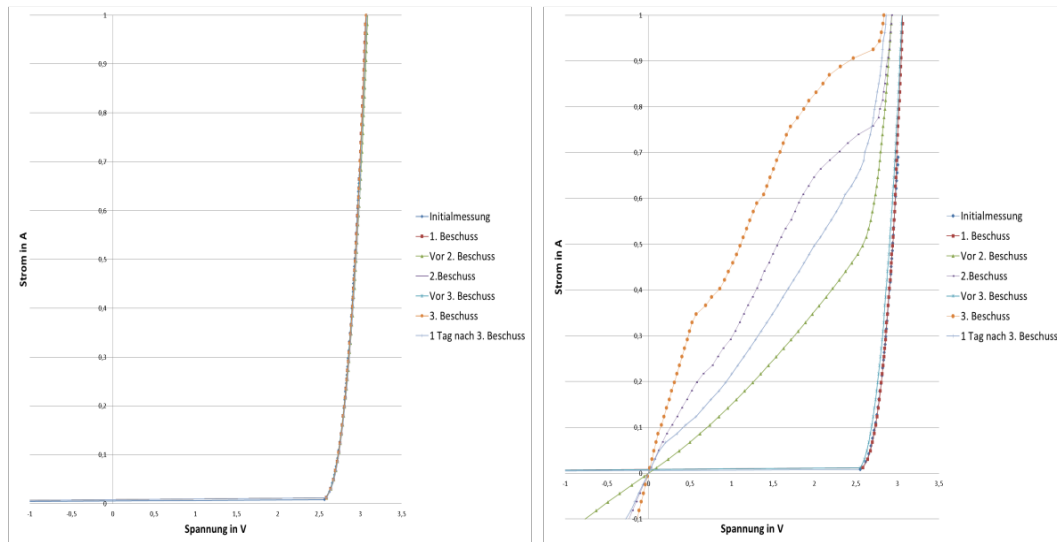 1
0,9
0,8
0,7
0,6
0,5
0,4
0,3
0,2
0,1
0
-1
-0,5
0
0,5
1
1,5
2
2,5
3
3,5
Strom in A
Spannung in V
Initialmessung
1. Beschuss
Vor 2. Beschuss
2.Beschuss
Vor 3. Beschuss
3. Beschuss
1 Tag nach 3. Beschuss
1
0,9
0,8
0,7
0,6
0,5
0,4
0,3
0,2
0,1
0
-0,1
-1
-0,5
0,5
1
1,5
2
2,5
3
3,5
Strom in A
Spannung in V
Initialmessung
1. Beschuss
Vor 2. Beschuss
2.Beschuss
Vor 3. Beschuss
3. Beschuss
1 Tag nach 3. Beschuss